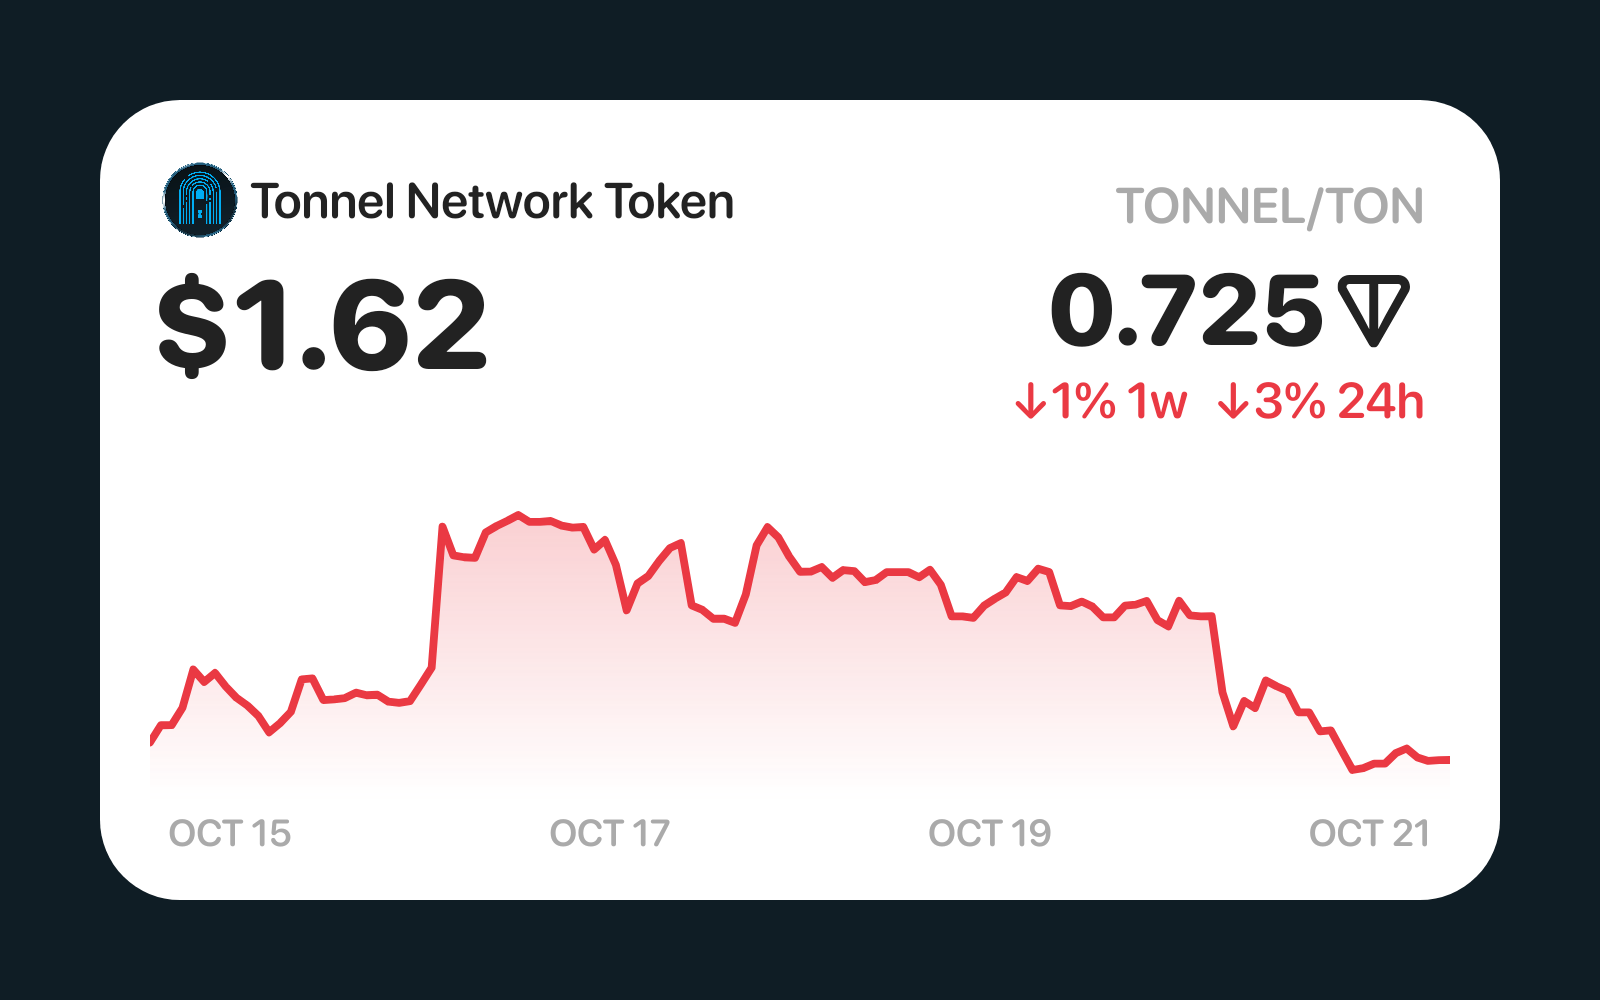 Tonnel Network Token
TONNEL/TON
$1.62
0.725
↓1% 1w ↓3% 24h
OCT 15 OCT 17 OCT 19 OCT 21